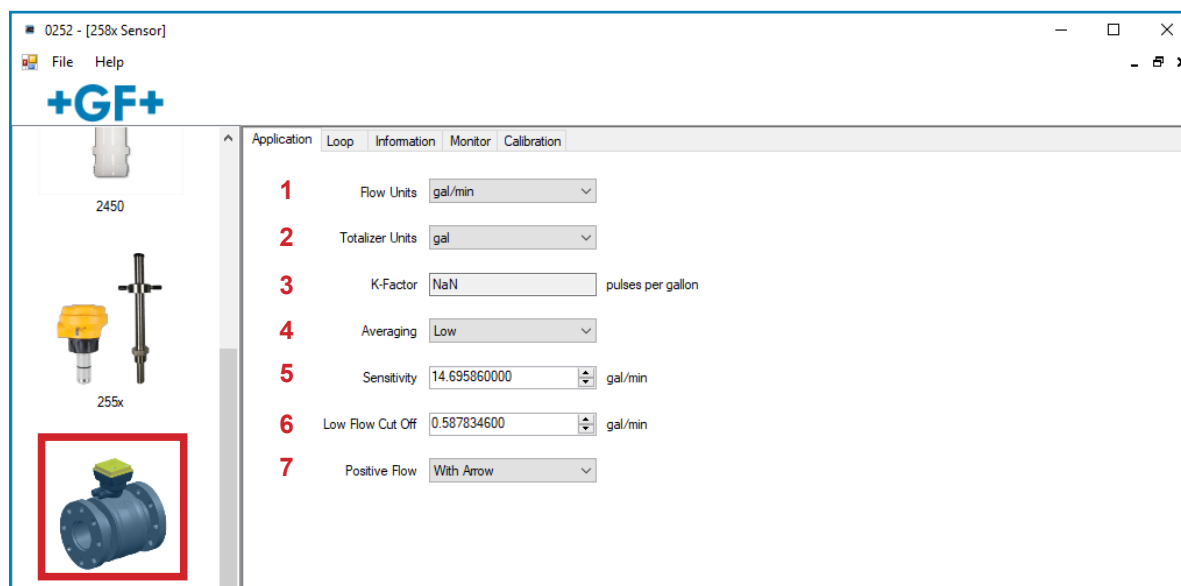 0252 - [258x Sensor]
File Help
+GF+
2450
255x
Application Loop Information Monitor Calibration
1 Flow Units gal/min
2 Totalizer Units gal
3 K-Factor NaN pulses per gallon
4 Averaging Low
5 Sensitivity 14.695860000 gal/min
6 Low Flow Cut Off 0.587834600 gal/min
7 Positive Flow With Arrow